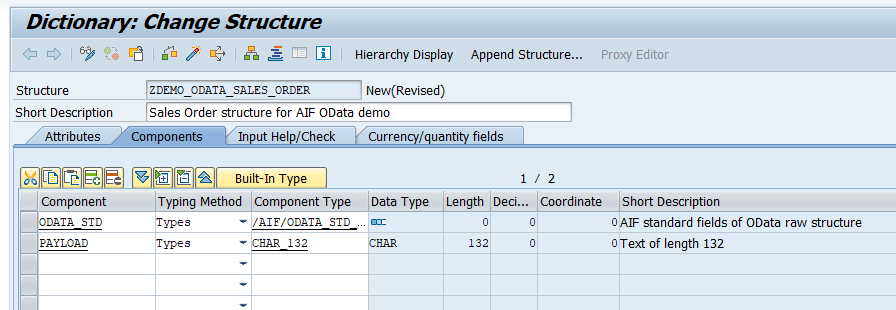 Dictionary: Change Structure
Hierarchy Display Append Structure... Proxy Editor
Structure ZDEMO_ODATA_SALES_ORDER New(Revised)
Short Description Sales Order structure for AIF OData demo
Attributes Components Input Help/Check Currency/quantity fields
Built-In Type 1 / 2
Component Typing Method Component Type Data Type Length Deci... Coordinate Short Description
ODATA_STD Types /AIF/ODATA_STD_... 0 0 0 AIF standard fields of OData raw structure
PAYLOAD Types CHAR_132 CHAR 132 0 0 Text of length 132